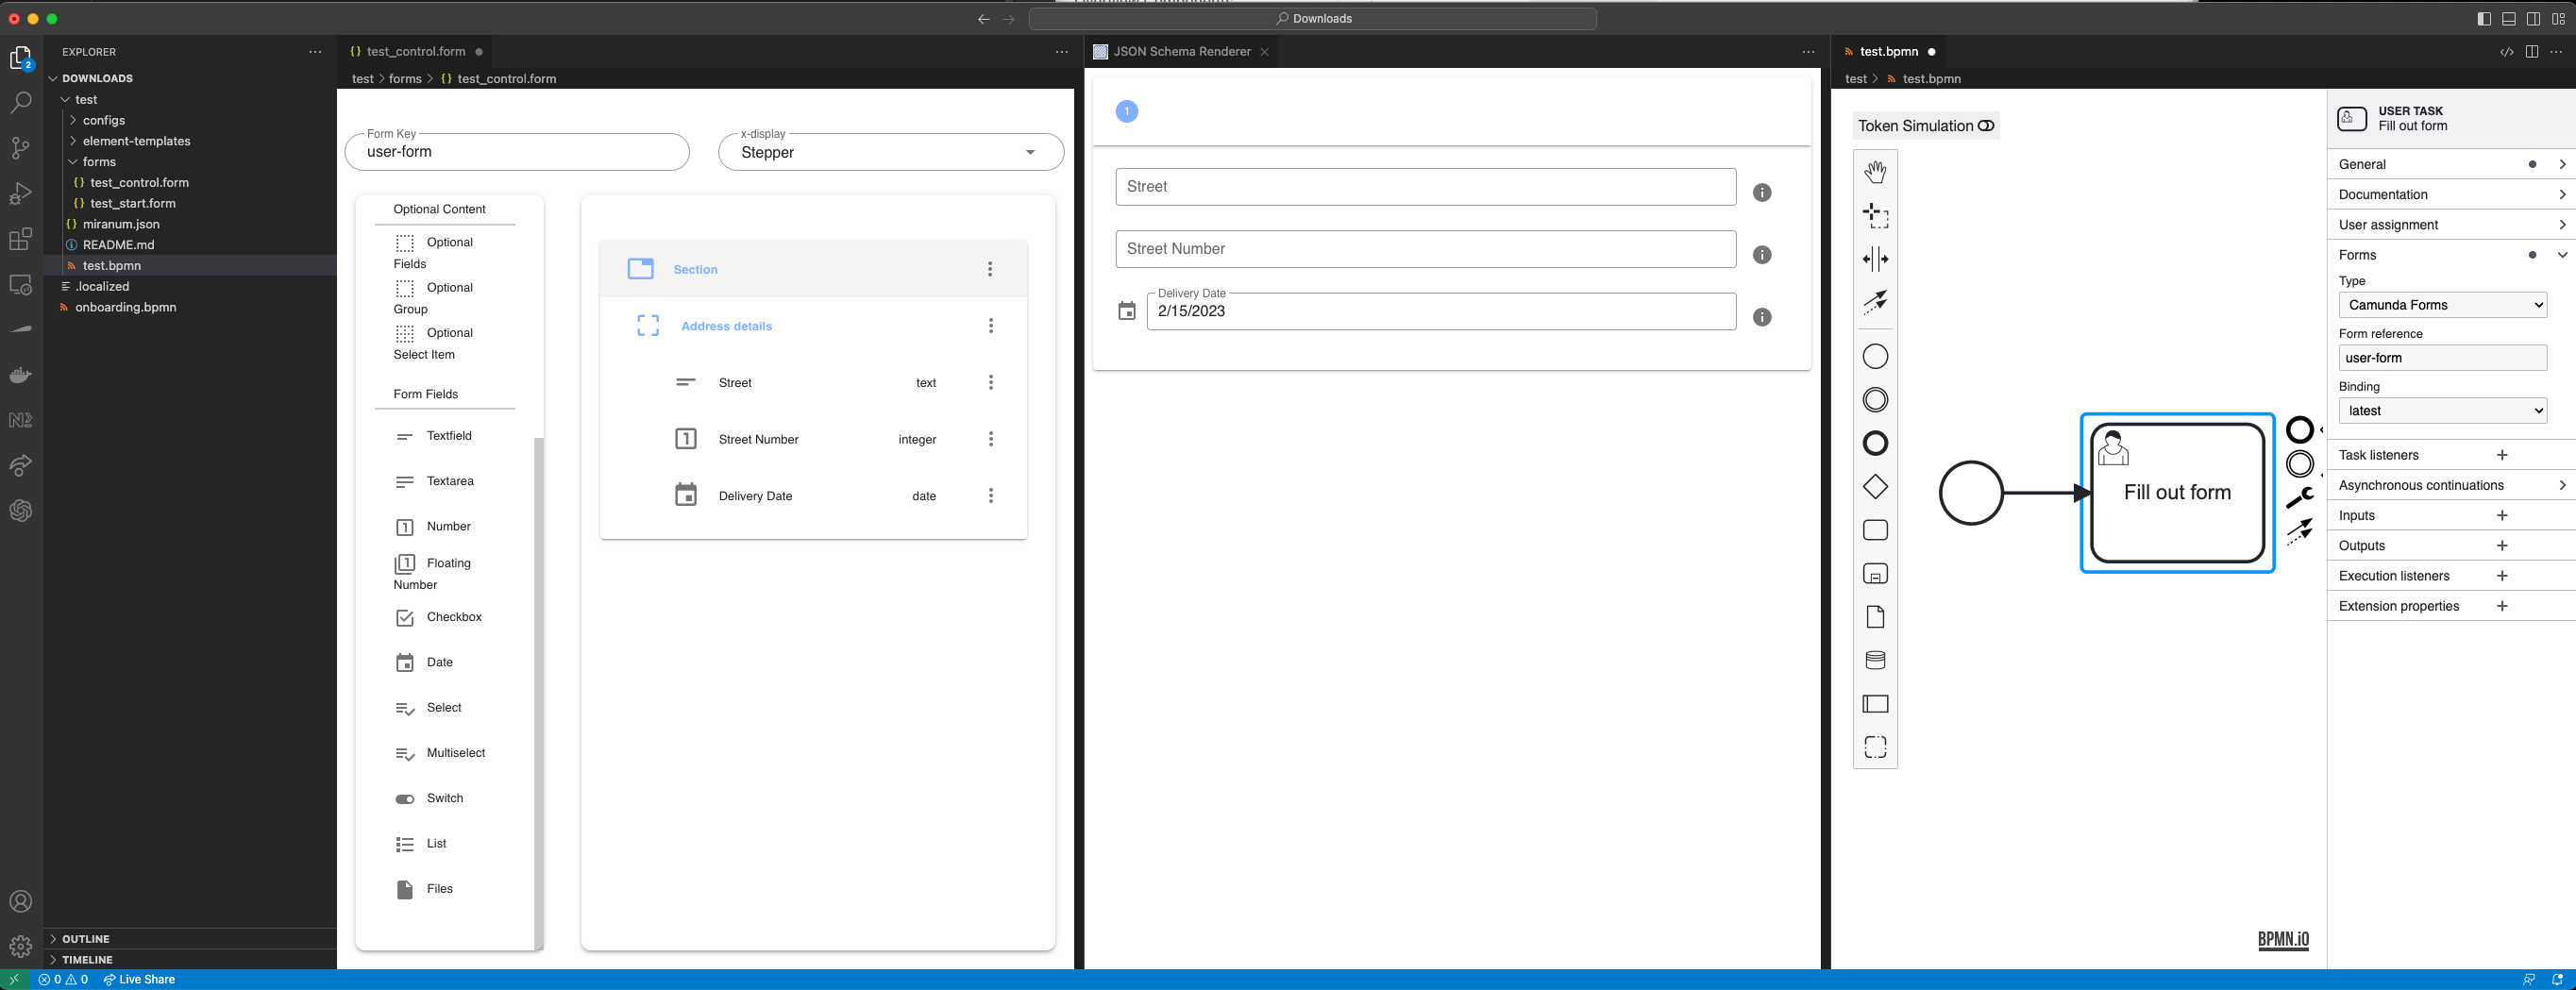 Downloads
EXPLORER
DOWNLOADS
test
configs
element-templates
forms
test_control.form
test_start.form
miranum.json
README.md
test.bpmn
.localized
onboarding.bpmn
OUTLINE
TIMELINE
2
test_control.form
test > forms > test_control.form
Form Key
user-form
x-display
Stepper
Optional Content
Optional
Fields
Optional
Group
Optional
Select Item
Form Fields
Textfield
Textarea
Number
Floating
Number
Checkbox
Date
Select
Multiselect
Switch
List
Files
Section
Address details
Street text
Street Number integer
Delivery Date date
JSON Schema Renderer
1
Street
Street Number
Delivery Date
2/15/2023
test.bpmn
test > test.bpmn
Token Simulation
Fill out form
BPMN.iO
USER TASK
Fill out form
General
Documentation
User assignment
Forms
Type
Camunda Forms
Form reference
user-form
Binding
latest
Task listeners
Asynchronous continuations
Inputs
Outputs
Execution listeners
Extension properties
0 0 Live Share